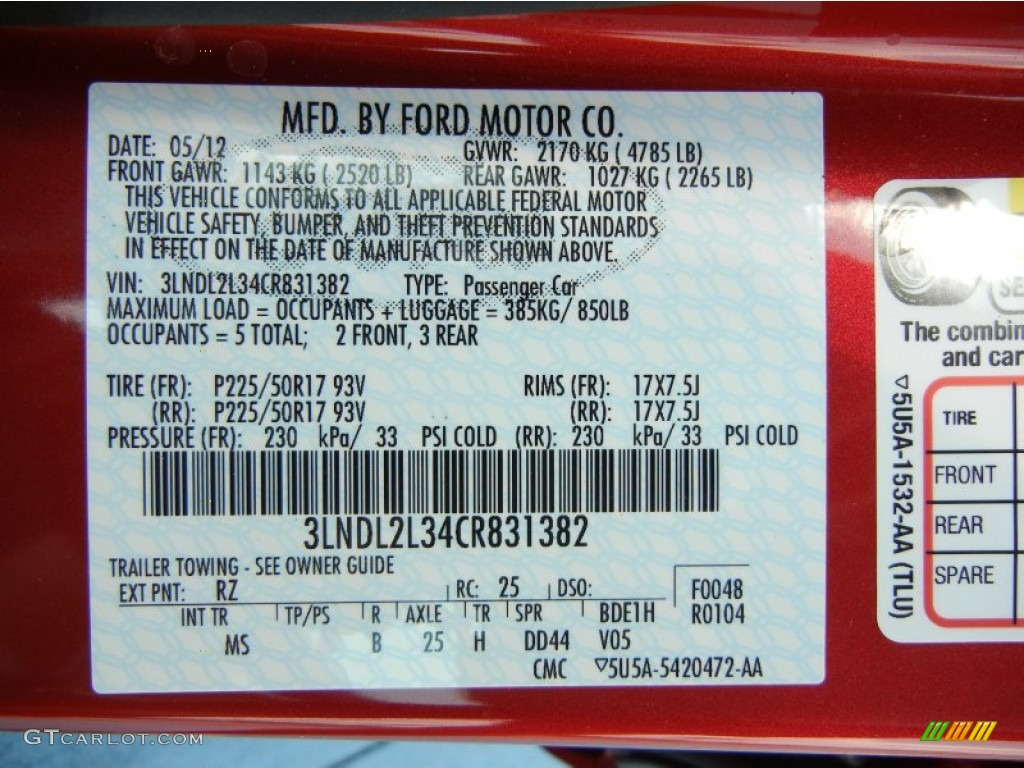 MFD. BY FORD MOTOR CO.
DATE: 05/12 GVWR: 2170 KG ( 4785 LB)
FRONT GAWR: 1143 KG ( 2520 LB) REAR GAWR: 1027 KG ( 2265 LB)
THIS VEHICLE CONFORMS TO ALL APPLICABLE FEDERAL MOTOR
VEHICLE SAFETY, BUMPER, AND THEFT PREVENTION STANDARDS
IN EFFECT ON THE DATE OF MANUFACTURE SHOWN ABOVE.
VIN: 3LNDL2L34CR831382 TYPE: Passenger Car
MAXIMUM LOAD = OCCUPANTS + LUGGAGE = 385KG/ 850LB
OCCUPANTS = 5 TOTAL; 2 FRONT, 3 REAR
TIRE (FR): P225/50R17 93V RIMS (FR): 17X7.5J
(RR): P225/50R17 93V (RR): 17X7.5J
PRESSURE (FR): 230 kPa/ 33 PSI COLD (RR): 230 kPa/ 33 PSI COLD
3LNDL2L34CR831382
TRAILER TOWING - SEE OWNER GUIDE
EXT PNT: RZ RC: 25 DSO: F0048
INT TR TP/PS R AXLE TR SPR BDE1H R0104
MS B 25 H DD44 V05
CMC ▽5U5A-5420472-AA
SE
The combin
and car
▽5U5A-1532-AA (TLU)
TIRE
FRONT
REAR
SPARE
GTCARLOT.COM